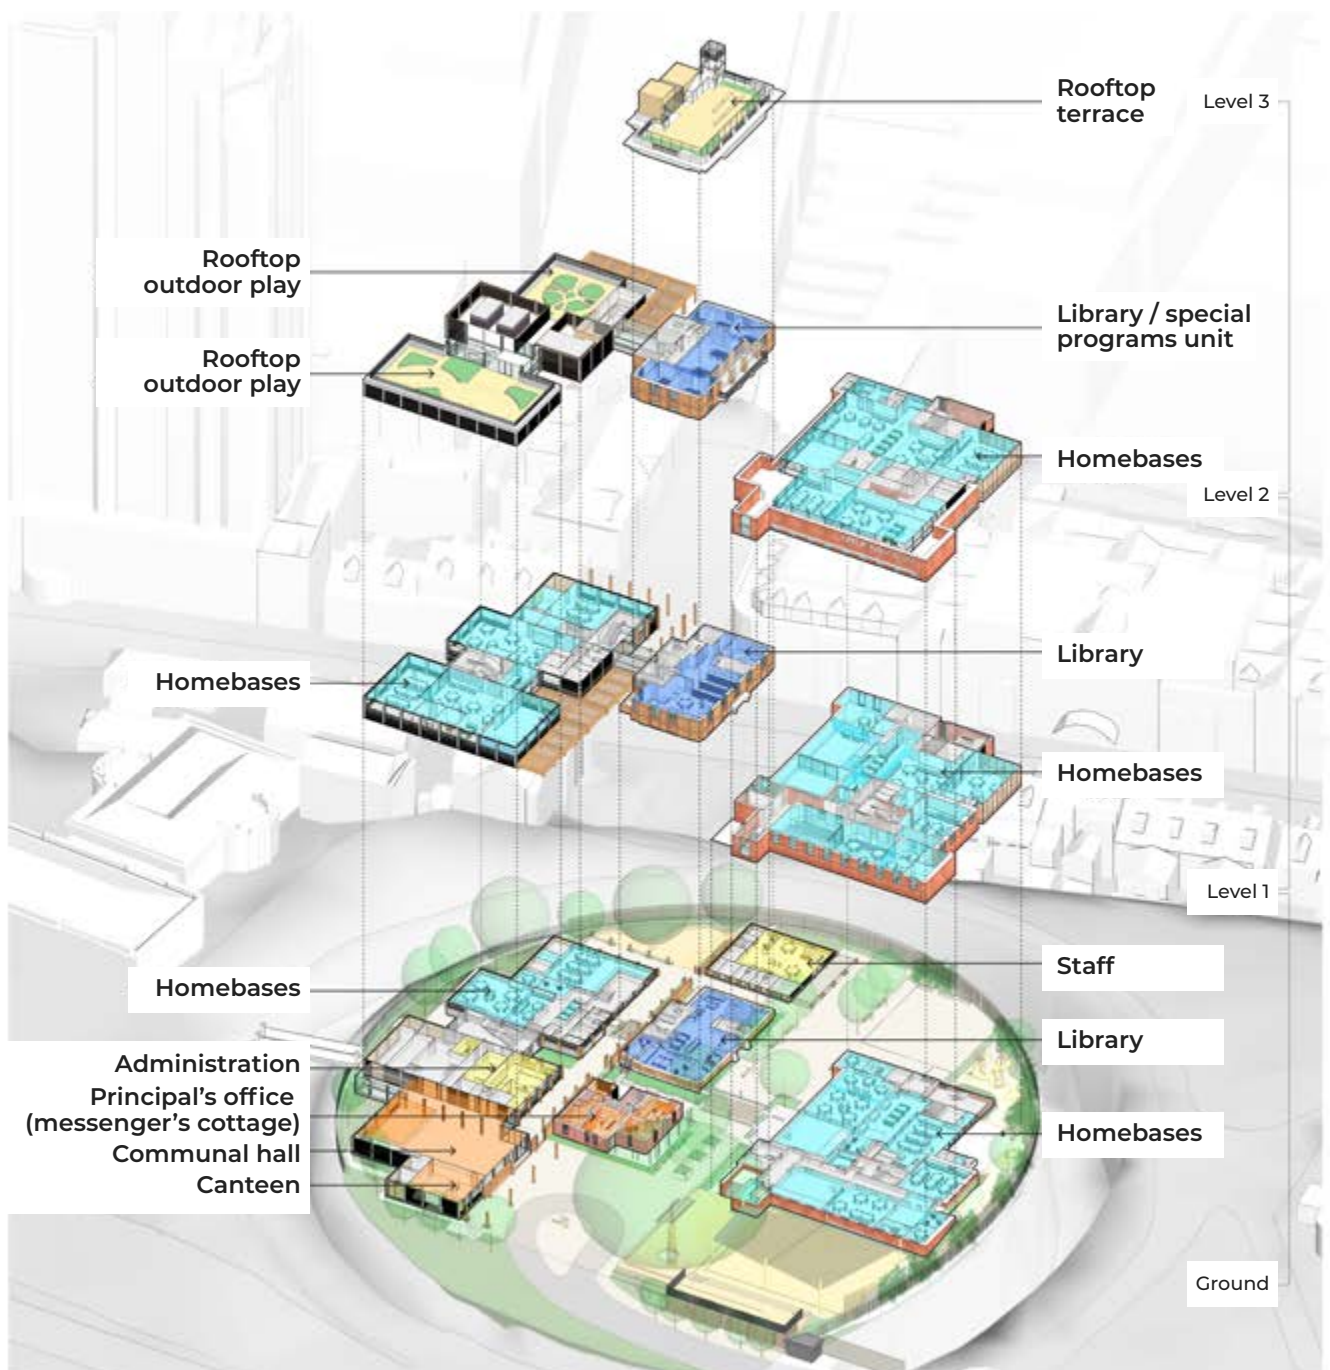 Rooftop
terrace
Level 3
Rooftop
outdoor play
Library / special
programs unit
Rooftop
outdoor play
Homebases
Level 2
Library
Homebases
Homebases
Level 1
Staff
Homebases
Library
Administration
Principal’s office
(messenger’s cottage)
Homebases
Communal hall
Canteen
Ground